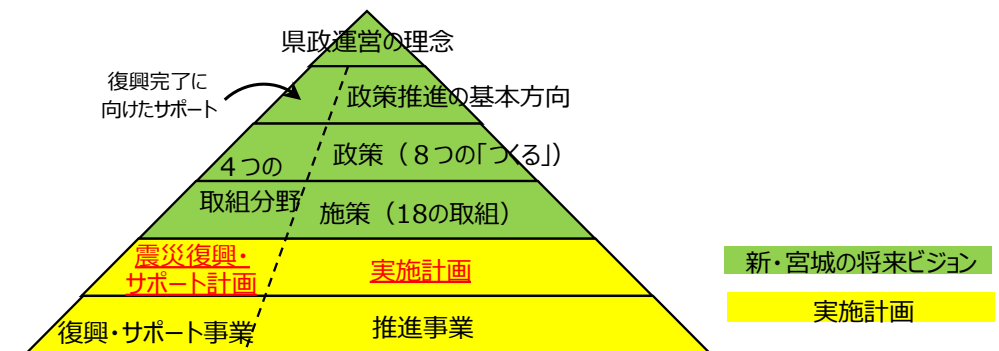 県政運営の理念
復興完了に
向けたサポート
政策推進の基本方向
4つの
取組分野
政策（８つの「つくる」）
施策（18の取組）
震災復興・
サポート計画
実施計画
復興・サポート事業
推進事業
新・宮城の将来ビジョン
実施計画